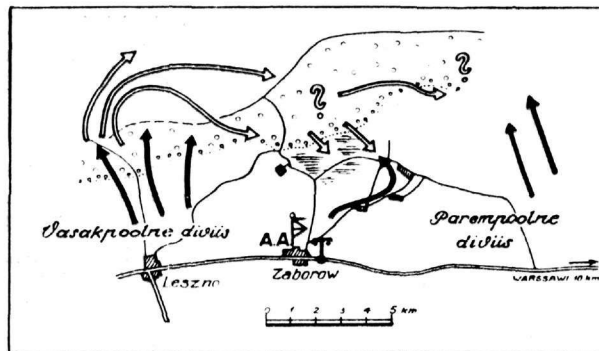 ?
?
Vasakpoolne diviis
Parempoolne
diviis
A.A
Leszno
Zaborow
WARSSAWI 10 km
0 1 2 3 4 5 km